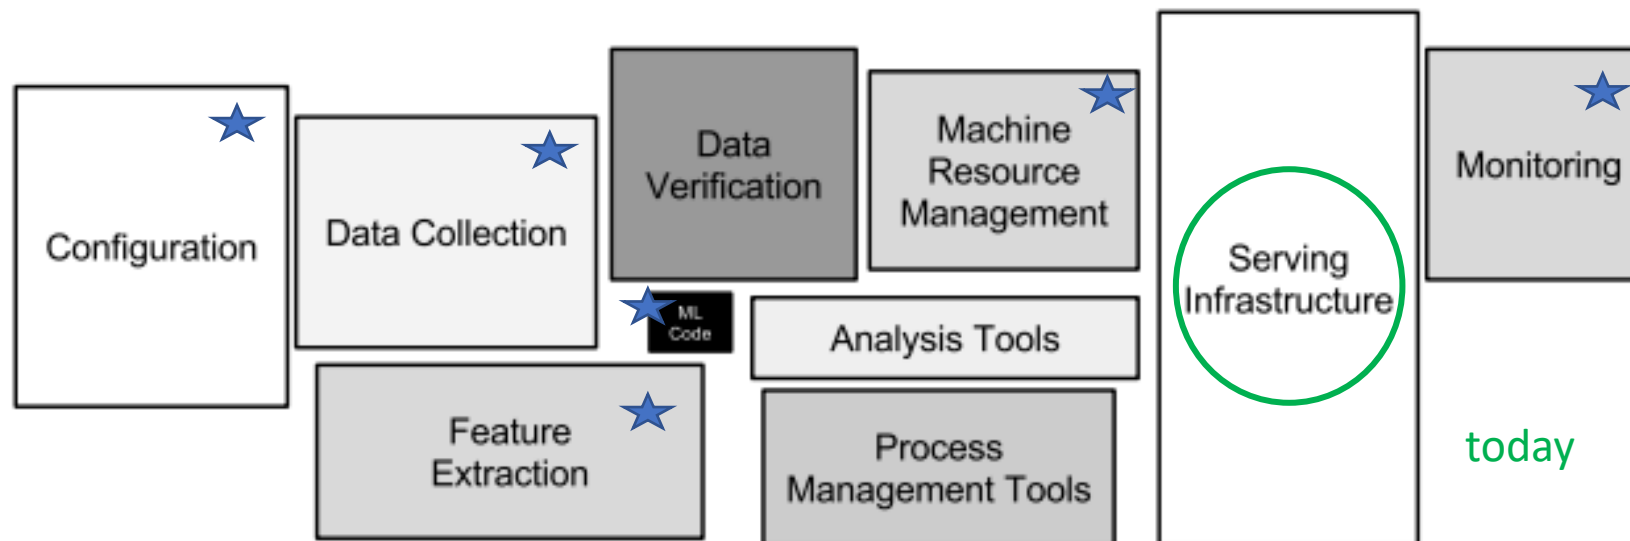 Configuration
Data Collection
Feature
Extraction
Data
Verification
ML
Code
Machine
Resource
Management
Analysis Tools
Process
Management Tools
Serving
Infrastructure
Monitoring
today